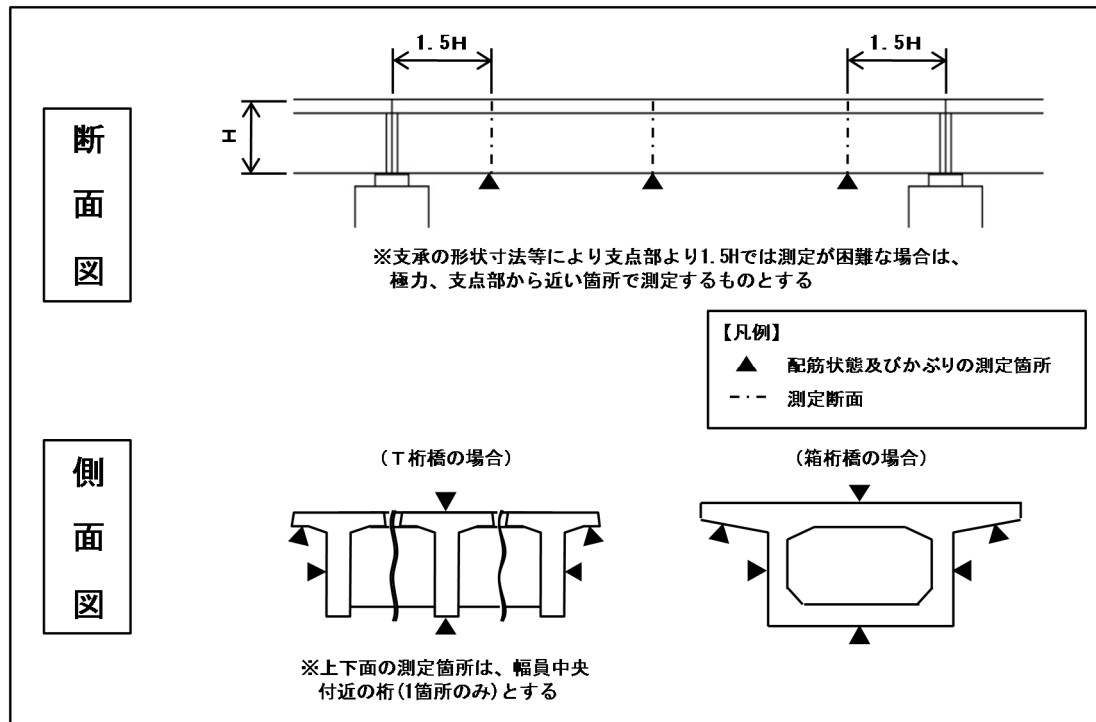 断面図
1.5H
1.5H
H
※支承の形状寸法等により支点部より1.5Hでは測定が困難な場合は、
極力、支点部から近い箇所で測定するものとする
【凡例】
▲ 配筋状態及びかぶりの測定箇所
測定断面
側面図
(T桁橋の場合)
(箱桁橋の場合)
※上下面の測定箇所は、幅員中央
付近の桁(1箇所のみ)とする